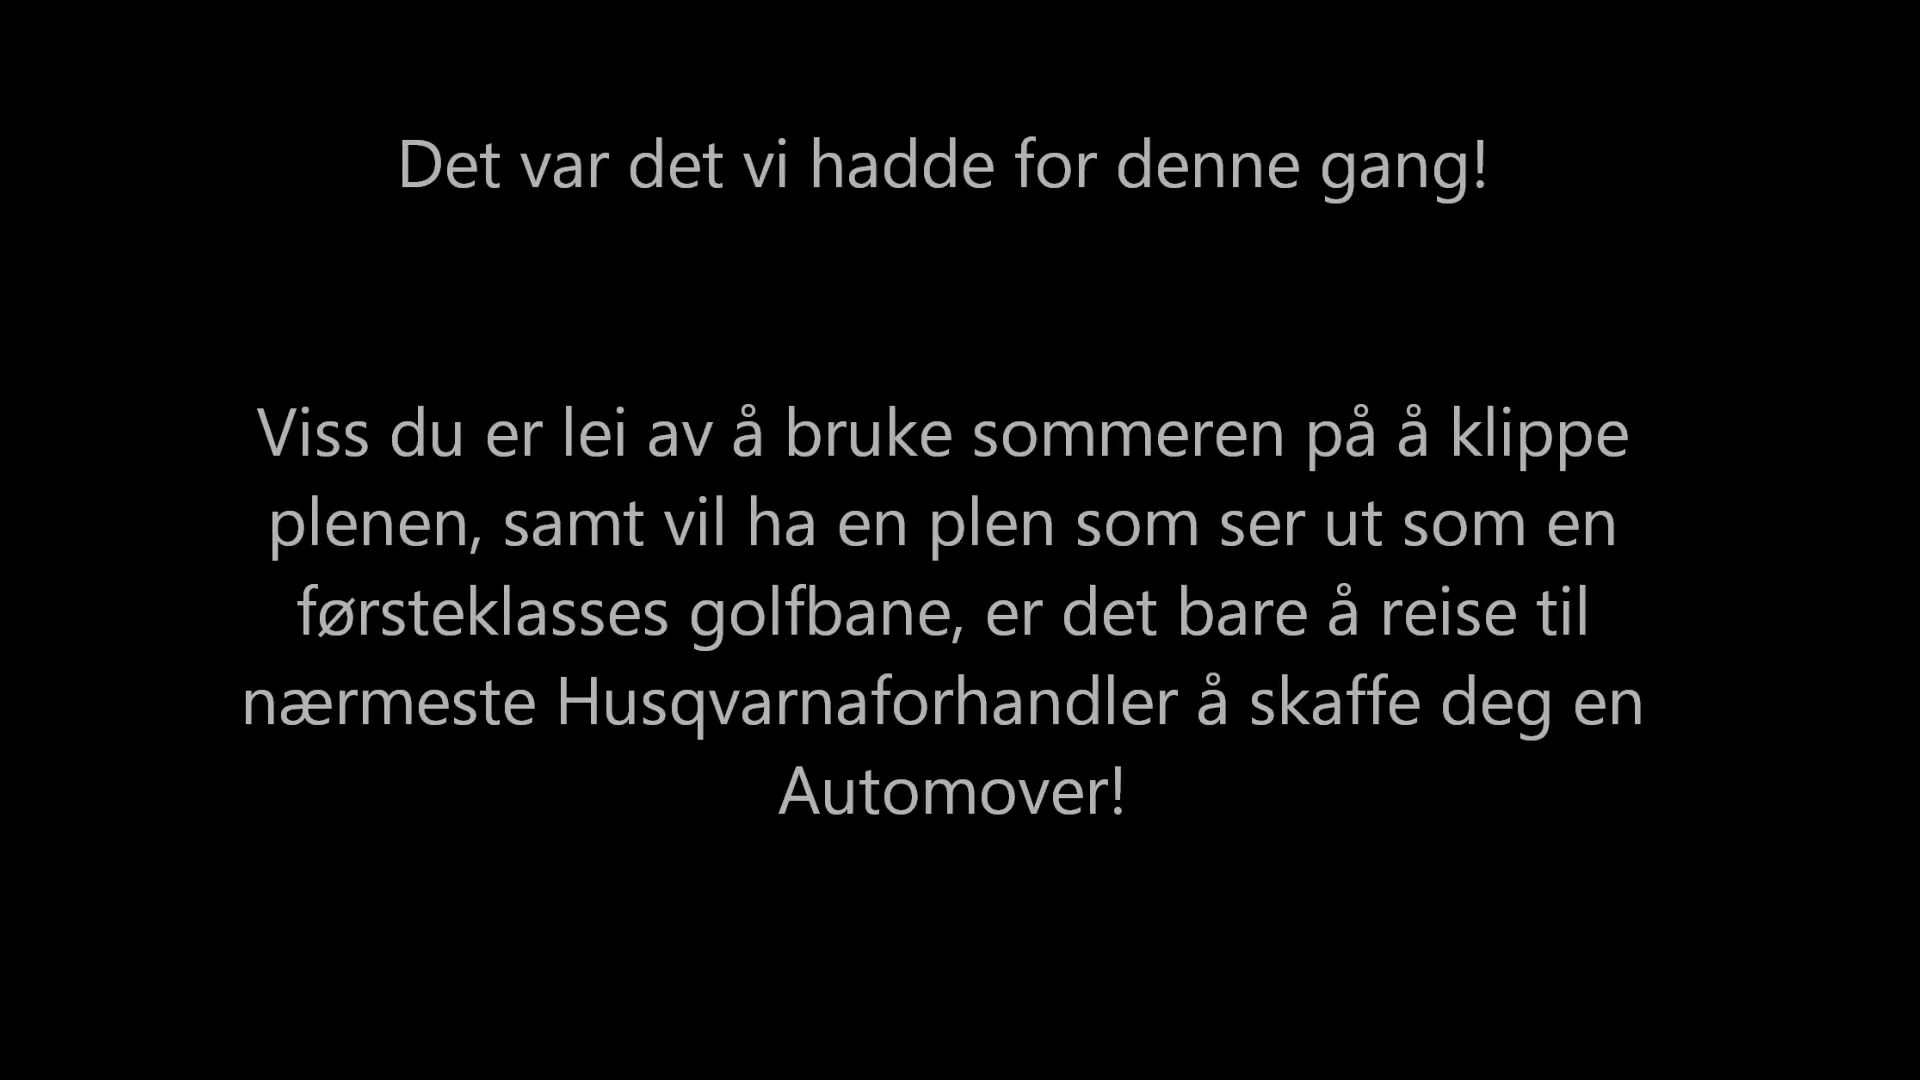 Det var det vi hadde for denne gang!
Viss du er lei av å bruke sommeren på å klippe
plenen, samt vil ha en plen som ser ut som en
førsteklasses golfbane, er det bare å reise til
nærmeste Husqvarnaforhandler å skaffe deg en
Automover!